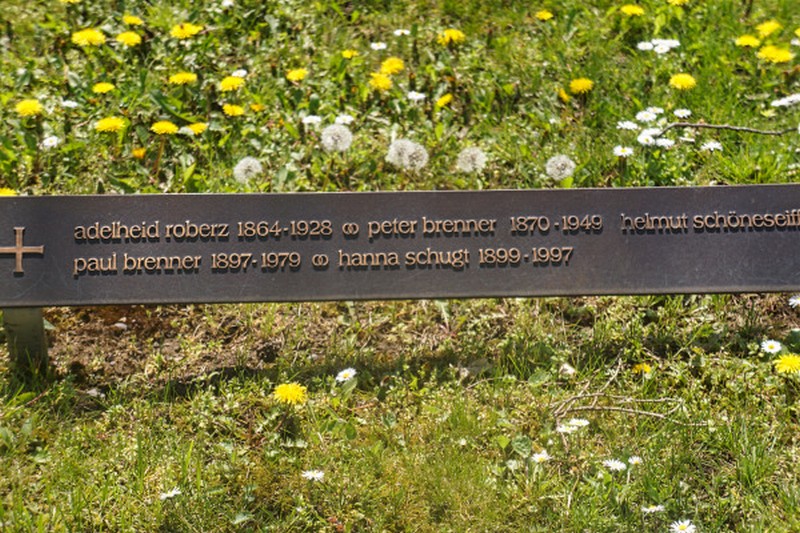 adelheid roberz 1864-1928 ⚭ peter brenner 1870-1949 helmut schöneseiff
paul brenner 1897-1979 ⚭ hanna schugt 1899-1997